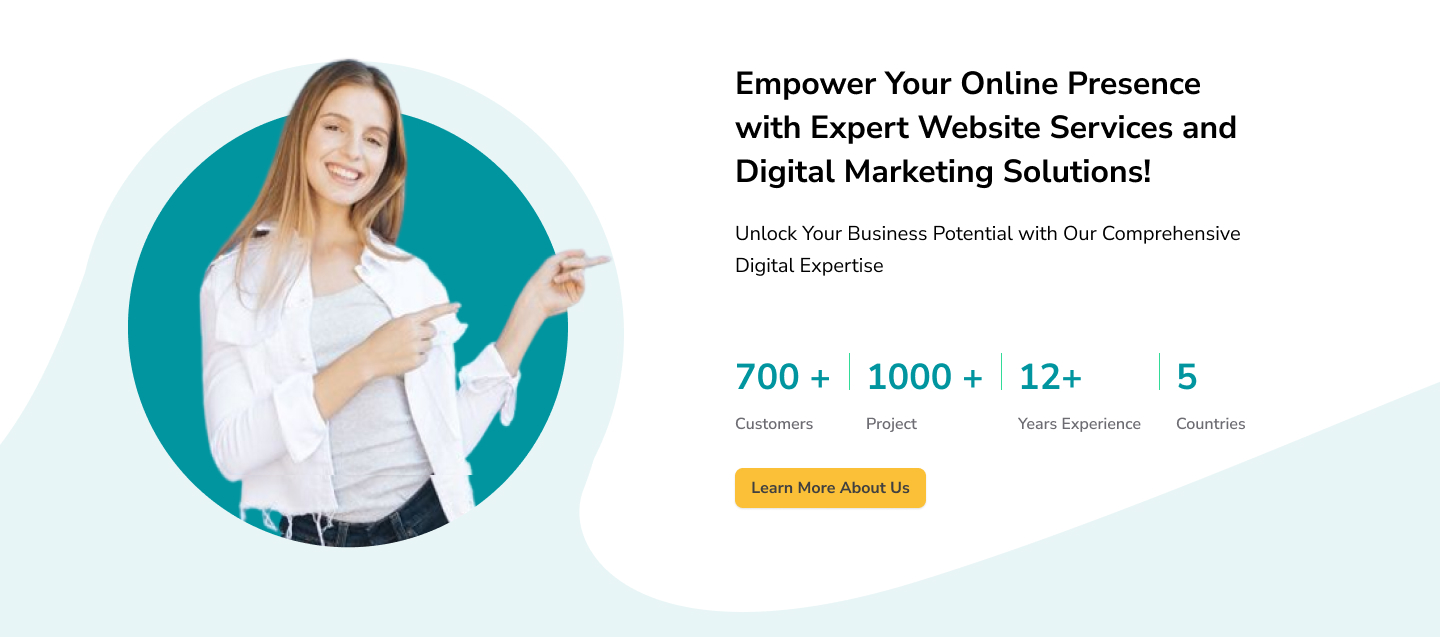 Empower Your Online Presence
with Expert Website Services and
Digital Marketing Solutions!
Unlock Your Business Potential with Our Comprehensive
Digital Expertise
700 + 1000 + 12+ 5
Customers Project Years Experience Countries
Learn More About Us